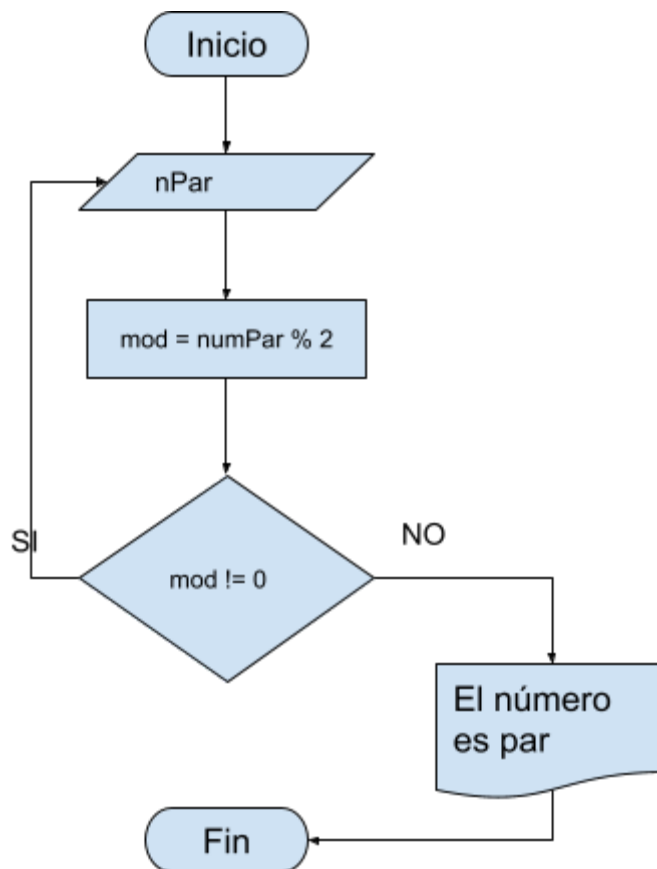 Inicio
nPar
mod = numPar % 2
SI
NO
mod != 0
El número
es par
Fin